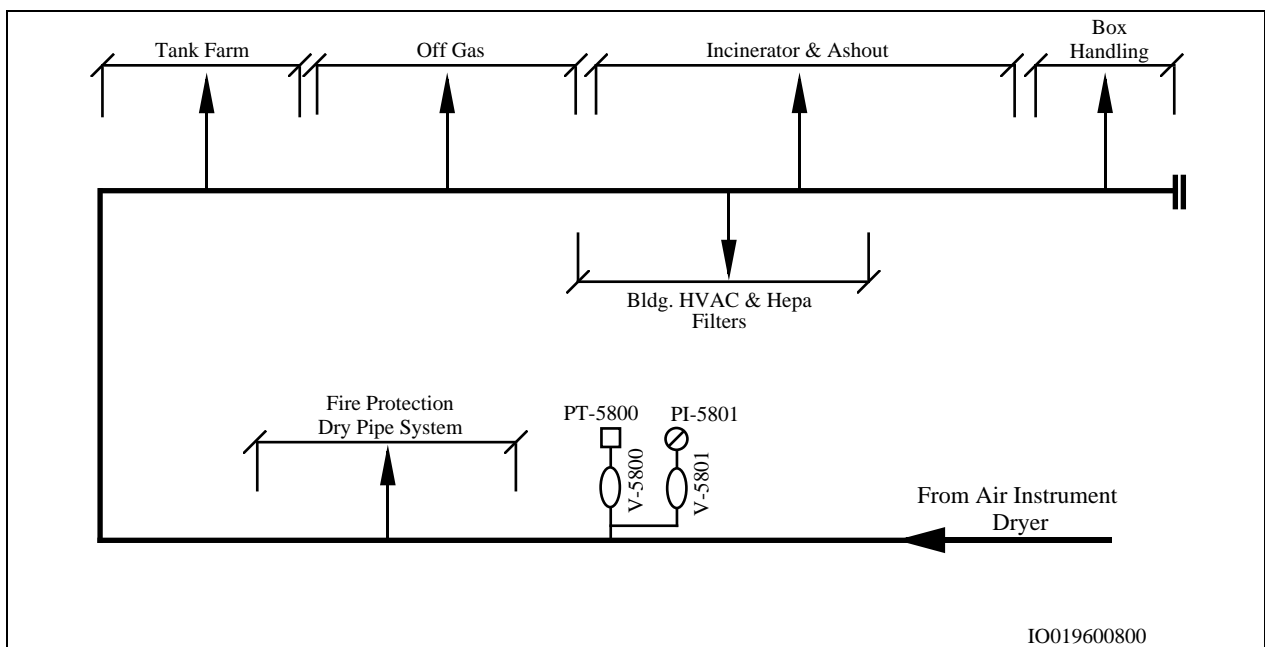 Tank Farm
Off Gas
Incinerator & Ashout
Box
Handling
Bldg. HVAC & Hepa
Filters
Fire Protection
Dry Pipe System
PT-5800
PI-5801
V-5800
V-5801
From Air Instrument
Dryer
IO019600800